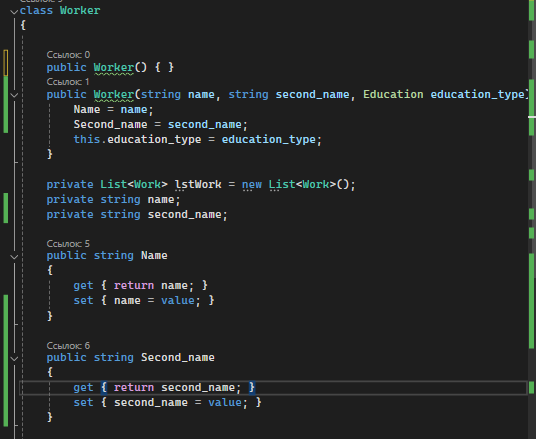 class Worker
{
Ссылок: 0
public Worker() { }
Ссылок: 1
public Worker(string name, string second_name, Education education_type)
Name = name;
Second_name = second_name;
this.education_type = education_type;
}
private List<Work> lstWork = new List<Work>();
private string name;
private string second_name;
Ссылок: 5
public string Name
{
get { return name; }
set { name = value; }
}
Ссылок: 6
public string Second_name
{
get { return second_name; }
set { second_name = value; }
}